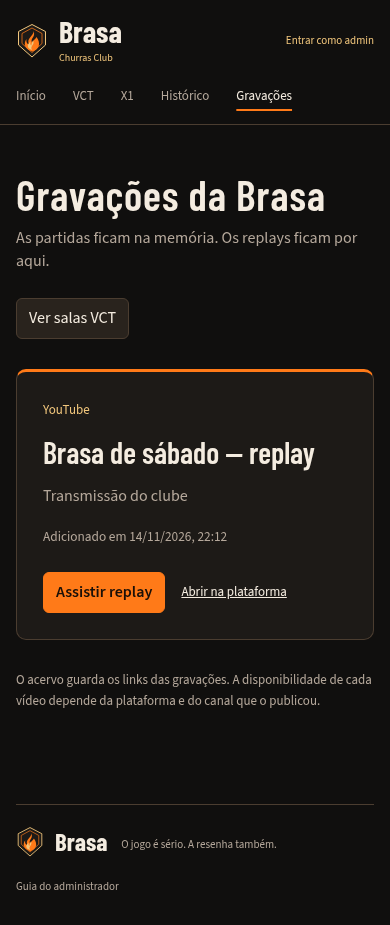 Brasa
Churras Club
Entrar como admin
Início VCT X1 Histórico Gravações
Gravações da Brasa
As partidas ficam na memória. Os replays ficam por
aqui.
Ver salas VCT
YouTube
Brasa de sábado — replay
Transmissão do clube
Adicionado em 14/11/2026, 22:12
Assistir replay Abrir na plataforma
O acervo guarda os links das gravações. A disponibilidade de cada
vídeo depende da plataforma e do canal que o publicou.
Brasa O jogo é sério. A resenha também.
Guia do administrador